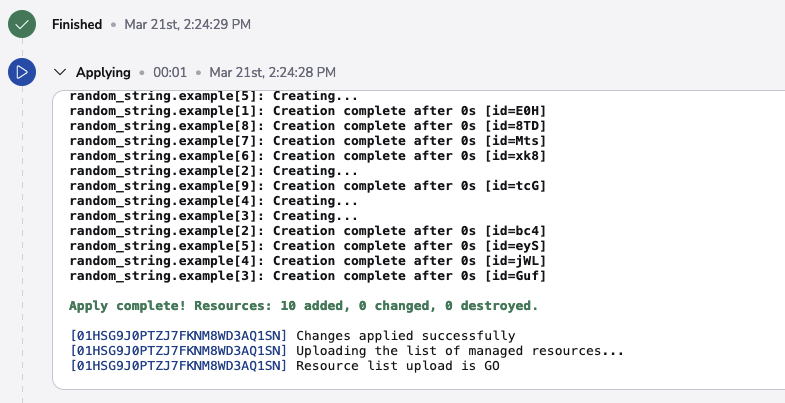 Finished • Mar 21st, 2:24:29 PM
Applying • 00:01 • Mar 21st, 2:24:28 PM
random_string.example[5]: Creating...
random_string.example[1]: Creation complete after 0s [id=E0H]
random_string.example[8]: Creation complete after 0s [id=8TD]
random_string.example[7]: Creation complete after 0s [id=Mts]
random_string.example[6]: Creation complete after 0s [id=xk8]
random_string.example[2]: Creating...
random_string.example[9]: Creation complete after 0s [id=tcG]
random_string.example[4]: Creating...
random_string.example[3]: Creating...
random_string.example[2]: Creation complete after 0s [id=bc4]
random_string.example[5]: Creation complete after 0s [id=eyS]
random_string.example[4]: Creation complete after 0s [id=jWL]
random_string.example[3]: Creation complete after 0s [id=Guf]
Apply complete! Resources: 10 added, 0 changed, 0 destroyed.
[01HSG9J0PTZJ7FKNM8WD3AQ1SN] Changes applied successfully
[01HSG9J0PTZJ7FKNM8WD3AQ1SN] Uploading the list of managed resources...
[01HSG9J0PTZJ7FKNM8WD3AQ1SN] Resource list upload is GO